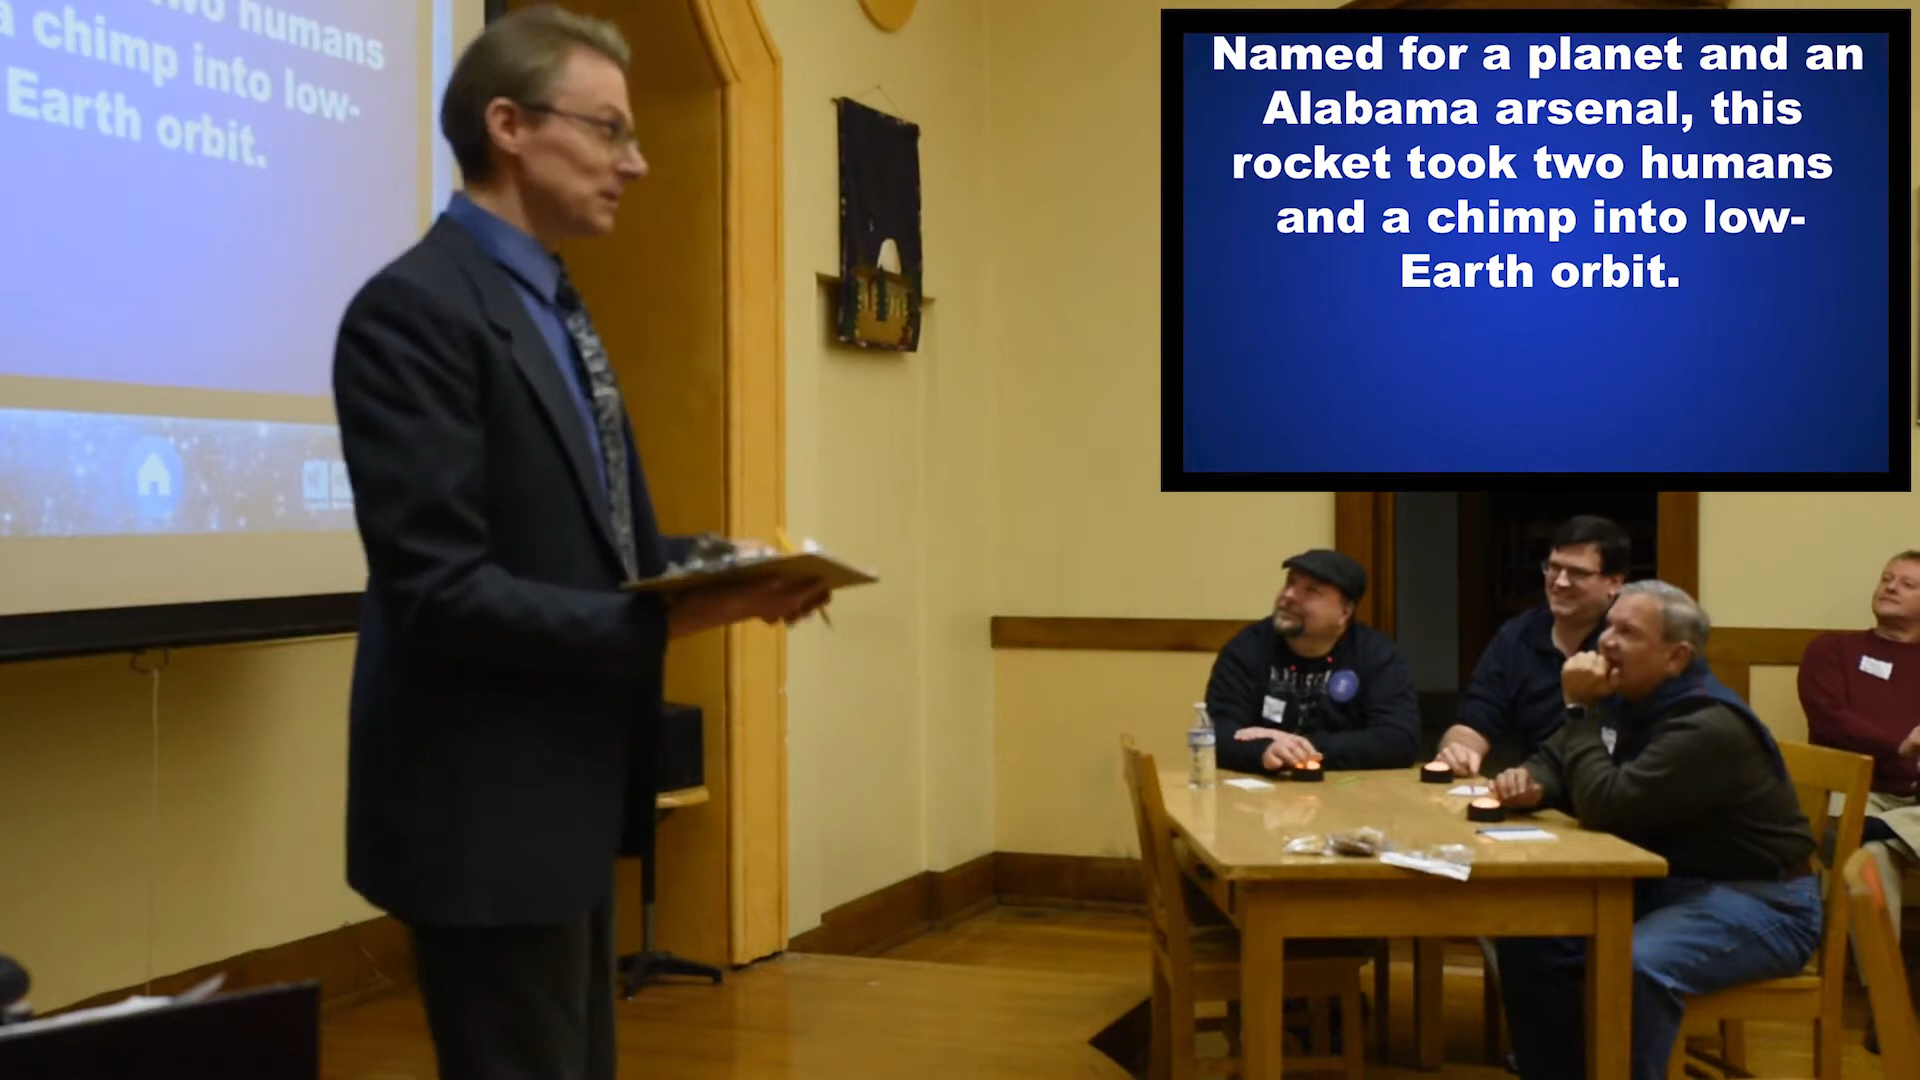 wo humans
a chimp into low-
Earth orbit.
Named for a planet and an
Alabama arsenal, this
rocket took two humans
and a chimp into low-
Earth orbit.